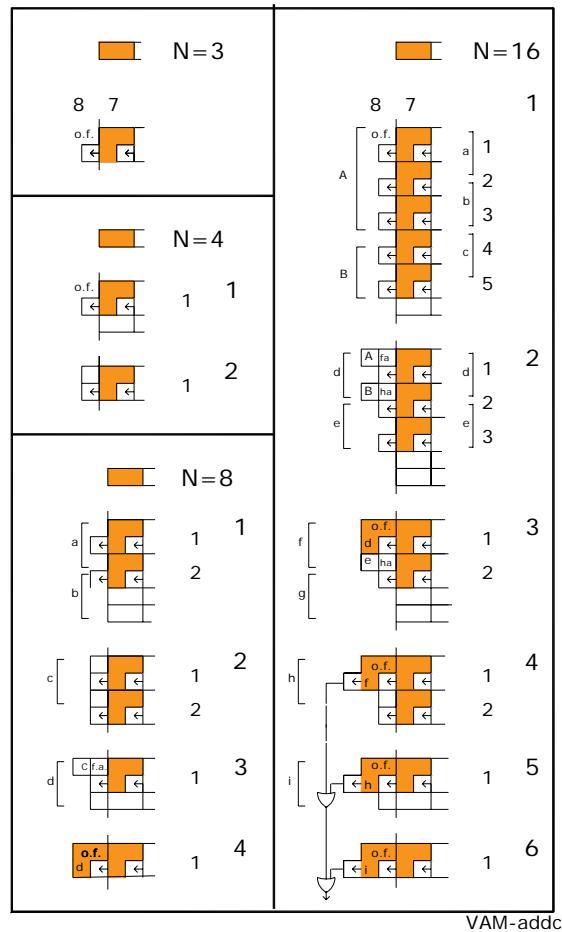 N=3
8 7
o.f.
N=4
o.f.
1 1
1 2
N=8
a 1 1
b 2
c 1 2
2
c f.a.
d 1 3
o.f.
d 1 4
N=16
8 7 1
o.f.
A a 1
2
b
3
B c 4
5
A fa 2
d d 1
B ha 2
e e 3
o.f. 3
f d 1
e ha 2
g
o.f. 4
h f 1
2
o.f. 5
i h 1
o.f. 6
i 1
VAM-addc